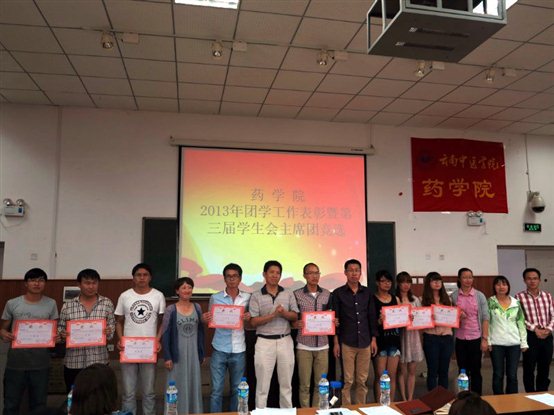 药 学 院
2013年团学工作表彰暨第
三届学生会主席团竞选
云南中医学院
药学院